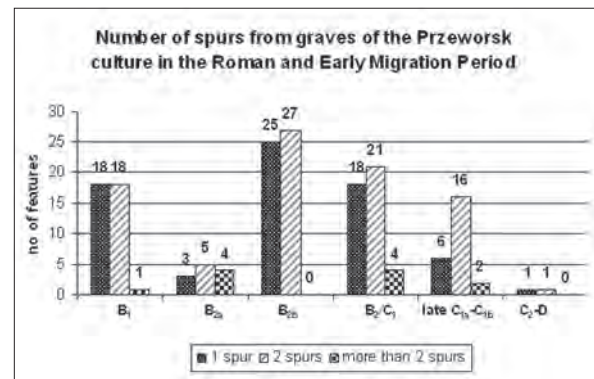 Number of spurs from graves of the Przeworsk
culture in the Roman and Early Migration Period
no of features
30
25
20
15
10
5
0
18 18 1
3 5 4
25 27 0
18 21 4
6 16 2
1 1 0
B₁ B₂ₐ B₂b B₂/C₁ late C₁ₐ-C₁b C₂-D
1 spur 2 spurs more than 2 spurs